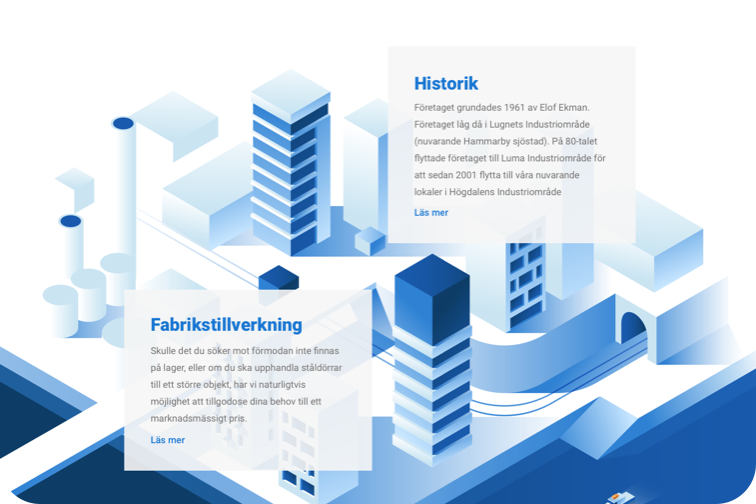 Historik
Företaget grundades 1961 av Elof Ekman.
Företaget låg då i Lugnets Industriområde
(nuvarande Hammarby sjöstad). På 80-talet
flyttade företaget till Luma Industriområde för
att sedan 2001 flytta till våra nuvarande
lokaler i Högdalens Industriområde
Läs mer
Fabrikstillverkning
Skulle det du söker mot förmodan inte finnas
på lager, eller om du ska upphandla ståldörrar
till ett större objekt, har vi naturligtvis
möjlighet att tillgodose dina behov till ett
marknadsmässigt pris.
Läs mer